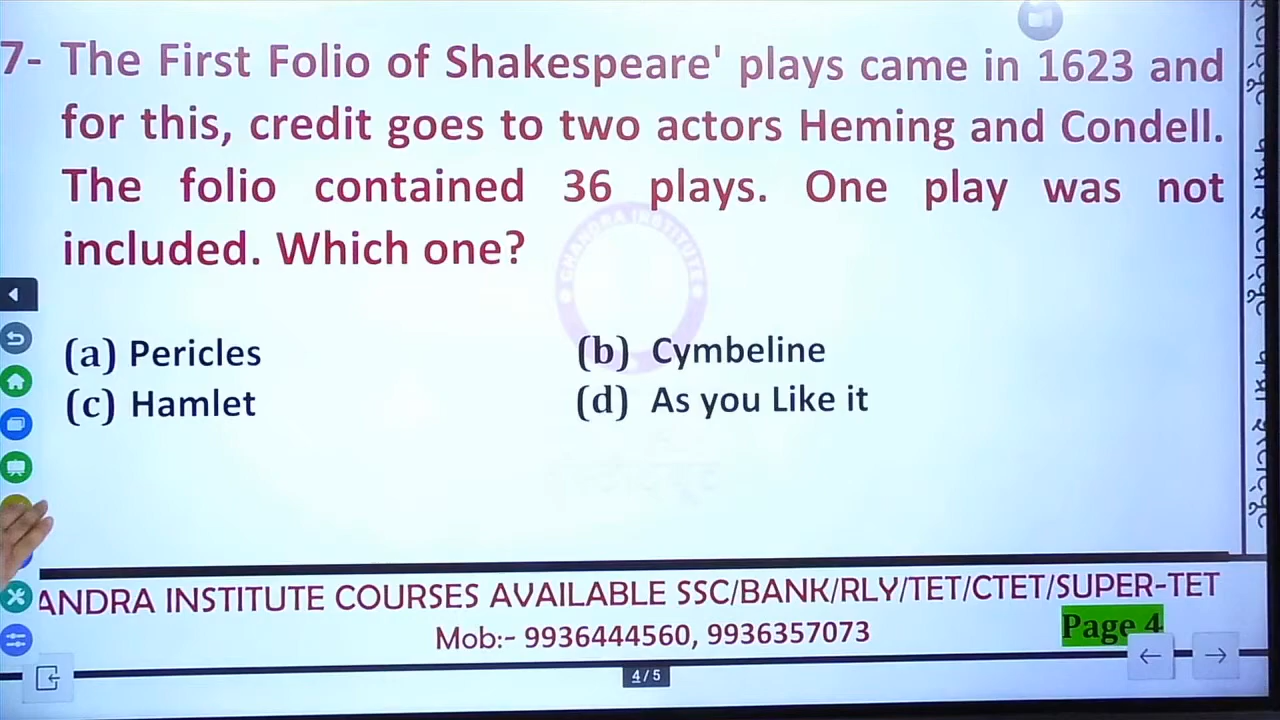 7- The First Folio of Shakespeare' plays came in 1623 and
for this, credit goes to two actors Heming and Condell.
The folio contained 36 plays. One play was not
included. Which one?
CHANDRA INSTITUTE
(a) Pericles
(b) Cymbeline
(c) Hamlet
(d) As you Like it
ANDRA INSTITUTE COURSES AVAILABLE SSC/BANK/RLY/TET/CTET/SUPER-TET
Mob:- 9936444560, 9936357073
Page 4
4/5